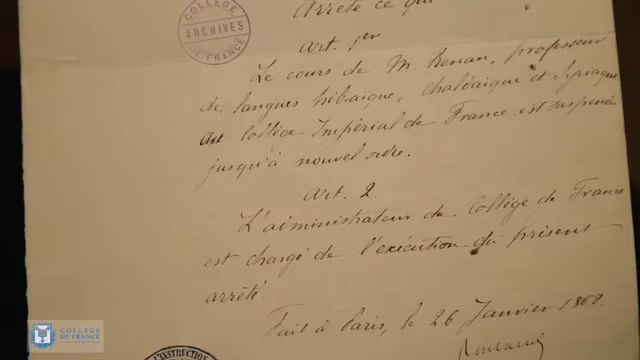 COLLÈGE
ARCHIVES
DE FRANCE
Arrête ce qui
Art. 1er
Le cours de M. Renan, professeur
de langues hébraïque, chaldaïque et syriaque
au Collège Impérial de France est suspendu
jusqu'à nouvel ordre.
Art. 2.
L'administrateur du Collège de France
est chargé de l'exécution du présent
arrêté.
Fait à Paris, le 26 Janvier 1862.
L'INSTRUCTION
COLLÈGE
DE FRANCE